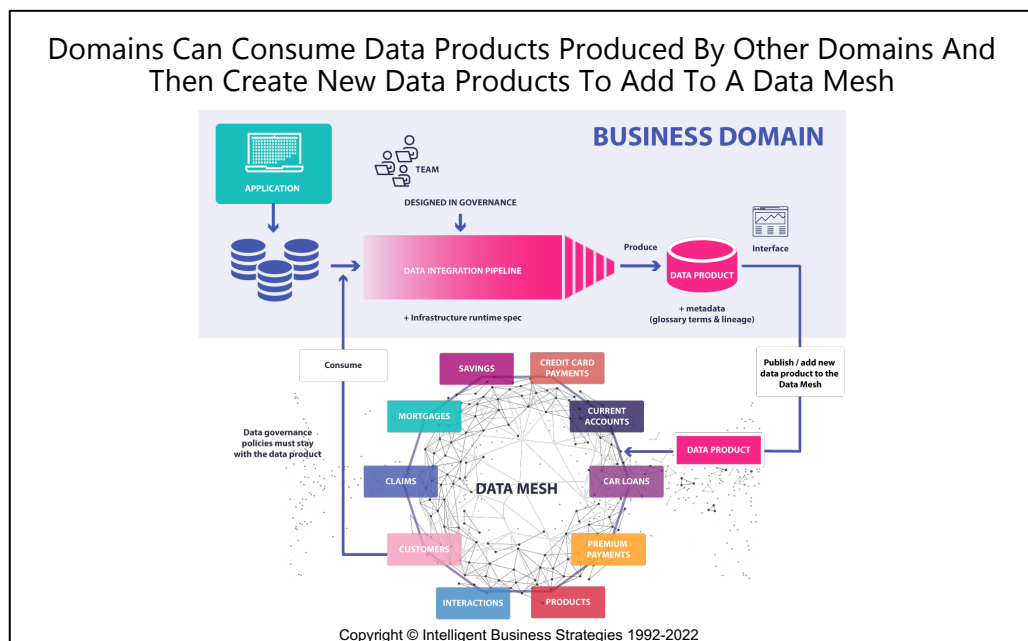 Domains Can Consume Data Products Produced By Other Domains And
Then Create New Data Products To Add To A Data Mesh
BUSINESS DOMAIN
APPLICATION
TEAM
DESIGNED IN GOVERNANCE
DATA INTEGRATION PIPELINE
+ Infrastructure runtime spec
Produce
DATA PRODUCT
+ metadata
(glossary terms & lineage)
Interface
Consume
Publish / add new
data product to the
Data Mesh
SAVINGS
CREDIT CARD
PAYMENTS
MORTGAGES
CURRENT
ACCOUNTS
Data governance
policies must stay
with the data product
DATA PRODUCT
CLAIMS
DATA MESH
CAR LOANS
CUSTOMERS
PREMIUM
PAYMENTS
INTERACTIONS
PRODUCTS
Copyright © Intelligent Business Strategies 1992-2022